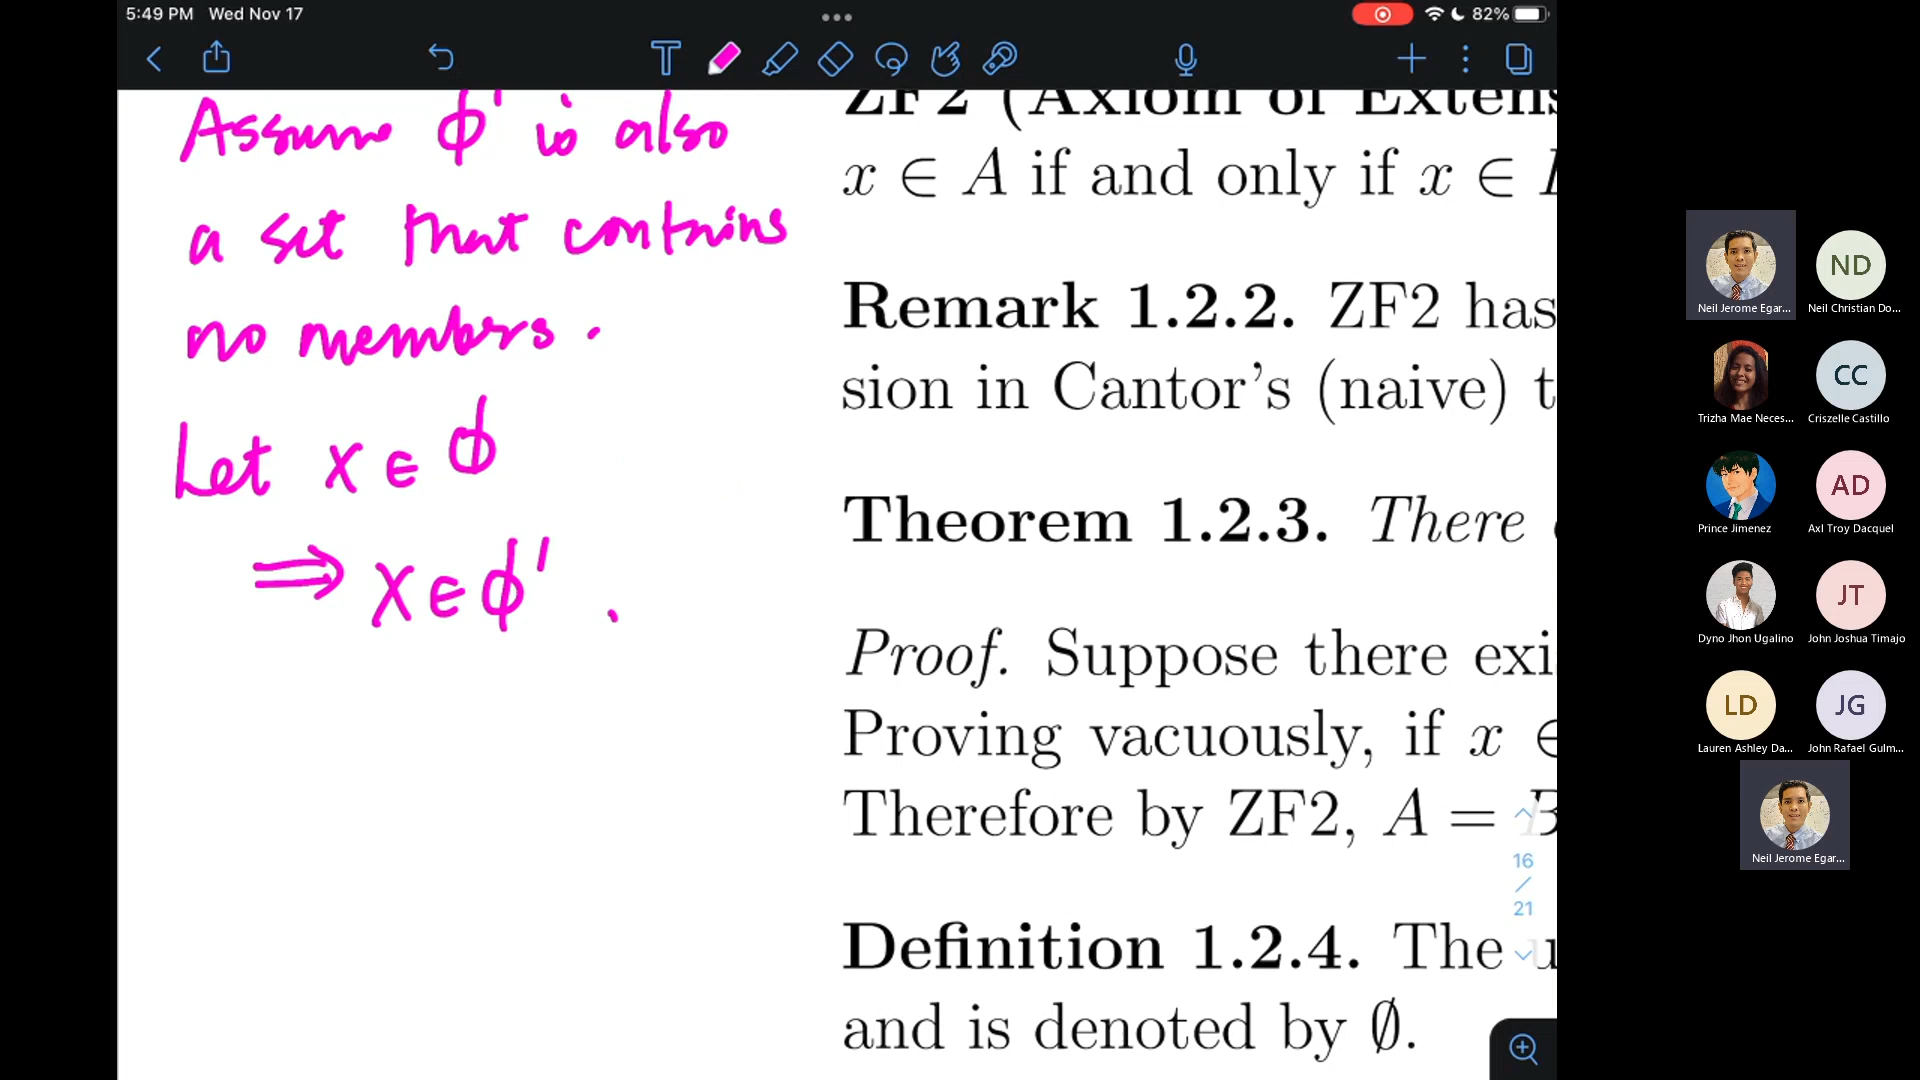 5:49 PM Wed Nov 17
82%
Assume ϕ' is also
a set that contains
no members.
Let x ∈ ϕ
⇒ x ∈ ϕ' .
ZF2 (Axiom of Extens
x ∈ A if and only if x ∈
Remark 1.2.2. ZF2 has
sion in Cantor's (naive) t
Theorem 1.2.3. There
Proof. Suppose there exi
Proving vacuously, if x ∈
Therefore by ZF2, A = B
Definition 1.2.4. The u
and is denoted by ∅.
16
/
21
Neil Jerome Egar...
ND
Neil Christian Do...
Trizha Mae Neces...
CC
Criszelle Castillo
Prince Jimenez
AD
Axl Troy Dacquel
Dyno Jhon Ugalino
JT
John Joshua Timajo
LD
Lauren Ashley Da...
JG
John Rafael Gulm...
Neil Jerome Egar...